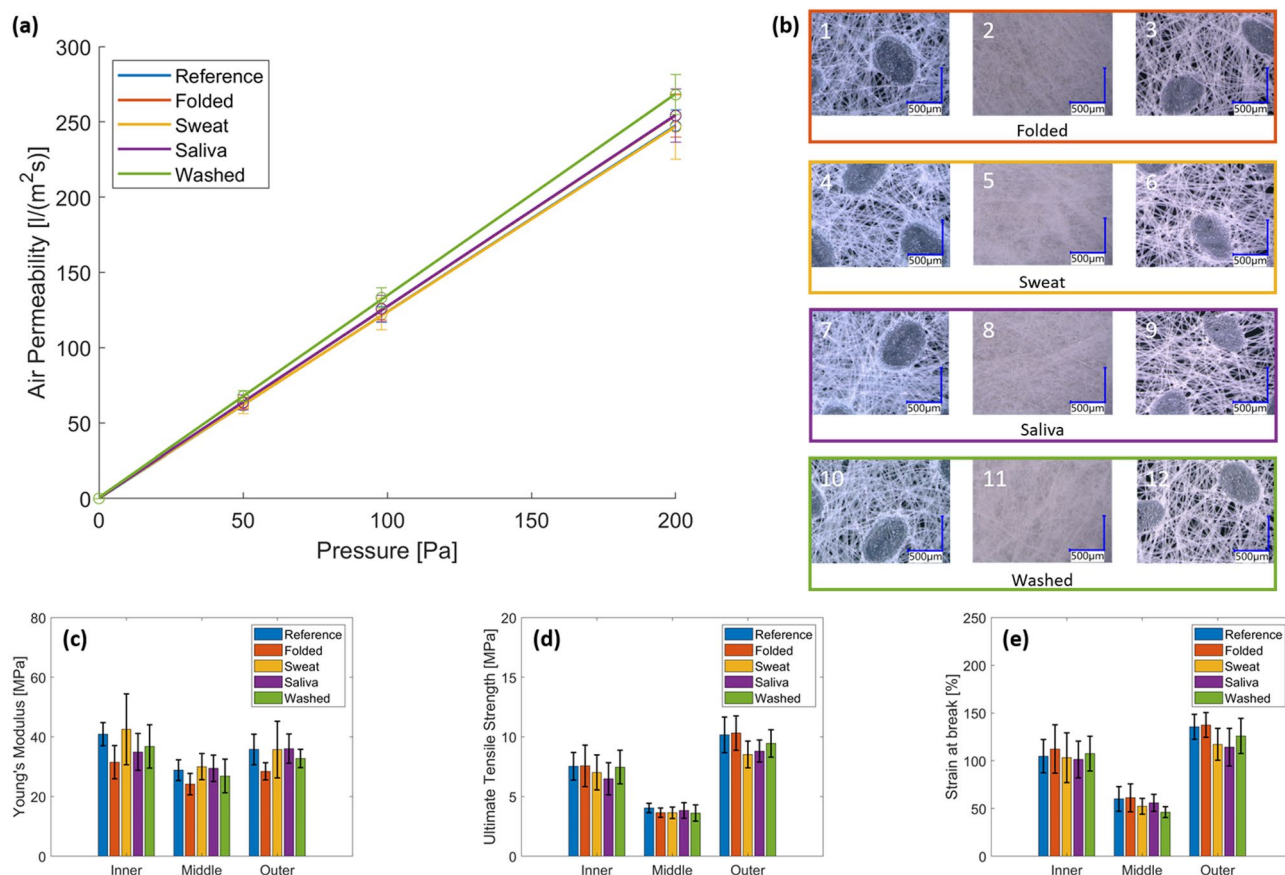 (a)
300
250
200
150
100
50
0
Air Permeability [l/(m²s)]
Reference
Folded
Sweat
Saliva
Washed
0
50
100
150
200
Pressure [Pa]
(b)
1
500µm
2
500µm
3
500µm
Folded
4
500µm
5
500µm
6
500µm
Sweat
7
500µm
8
500µm
9
500µm
Saliva
10
500µm
11
500µm
12
500µm
Washed
(c)
80
60
40
20
0
Young's Modulus [MPa]
Reference
Folded
Sweat
Saliva
Washed
Inner
Middle
Outer
(d)
20
15
10
5
0
Ultimate Tensile Strength [MPa]
Reference
Folded
Sweat
Saliva
Washed
Inner
Middle
Outer
(e)
250
200
150
100
50
0
Strain at break [%]
Reference
Folded
Sweat
Saliva
Washed
Inner
Middle
Outer